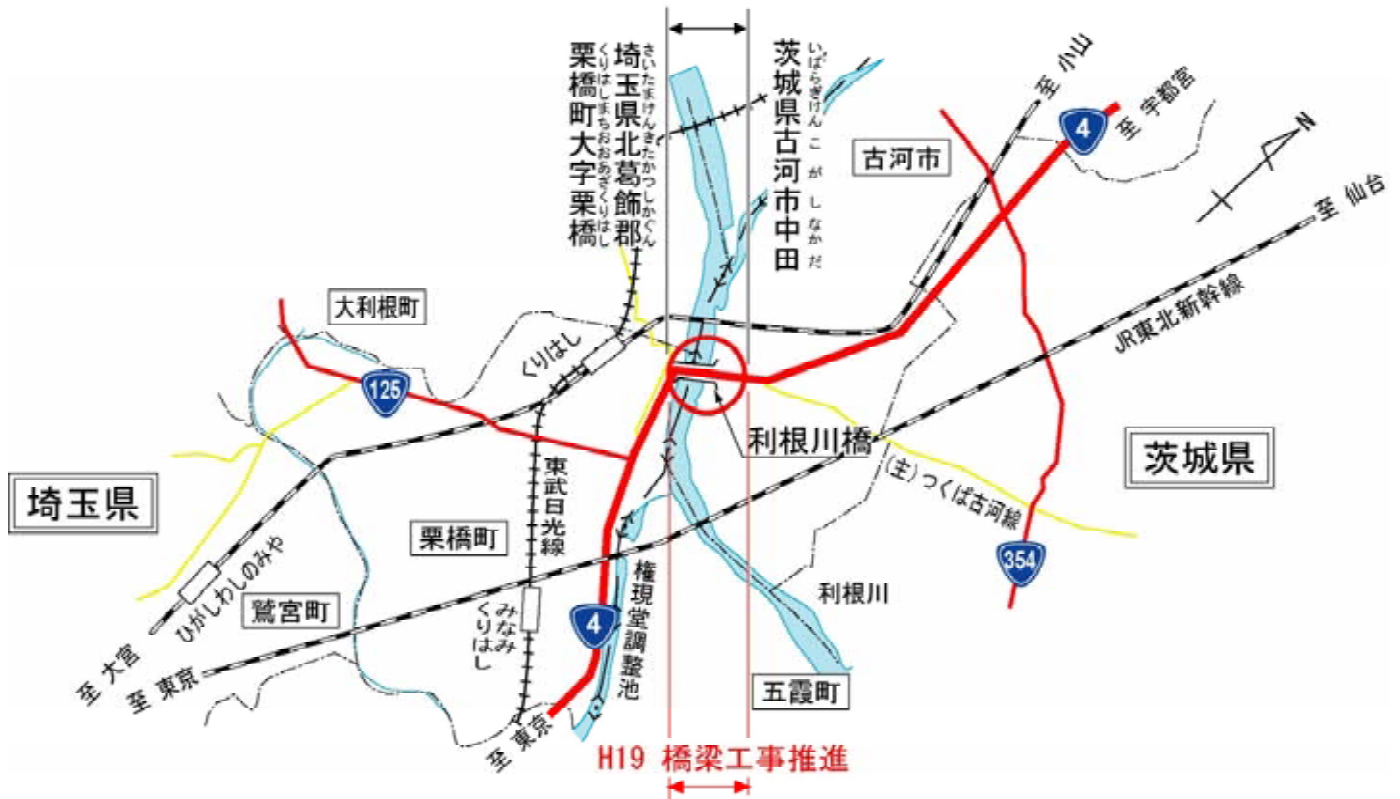 埼玉県北葛飾郡
さいたまけんきたかつしかぐん
栗橋町大字栗橋
くりはしまちおおあざくりはし
茨城県古河市中田
いばらぎけんこがしなかだ
至 小山
4
至 宇都宮
古河市
N
至 仙台
大利根町
くりはし
JR東北新幹線
125
利根川橋
茨城県
(主)つくば古河線
埼玉県
東武日光線
栗橋町
354
ひがしわしのみや
鷲宮町
みなみ
くりはし
4
権現堂調整池
利根川
至 大宮
至 東京
五霞町
至 東京
H19 橋梁工事推進